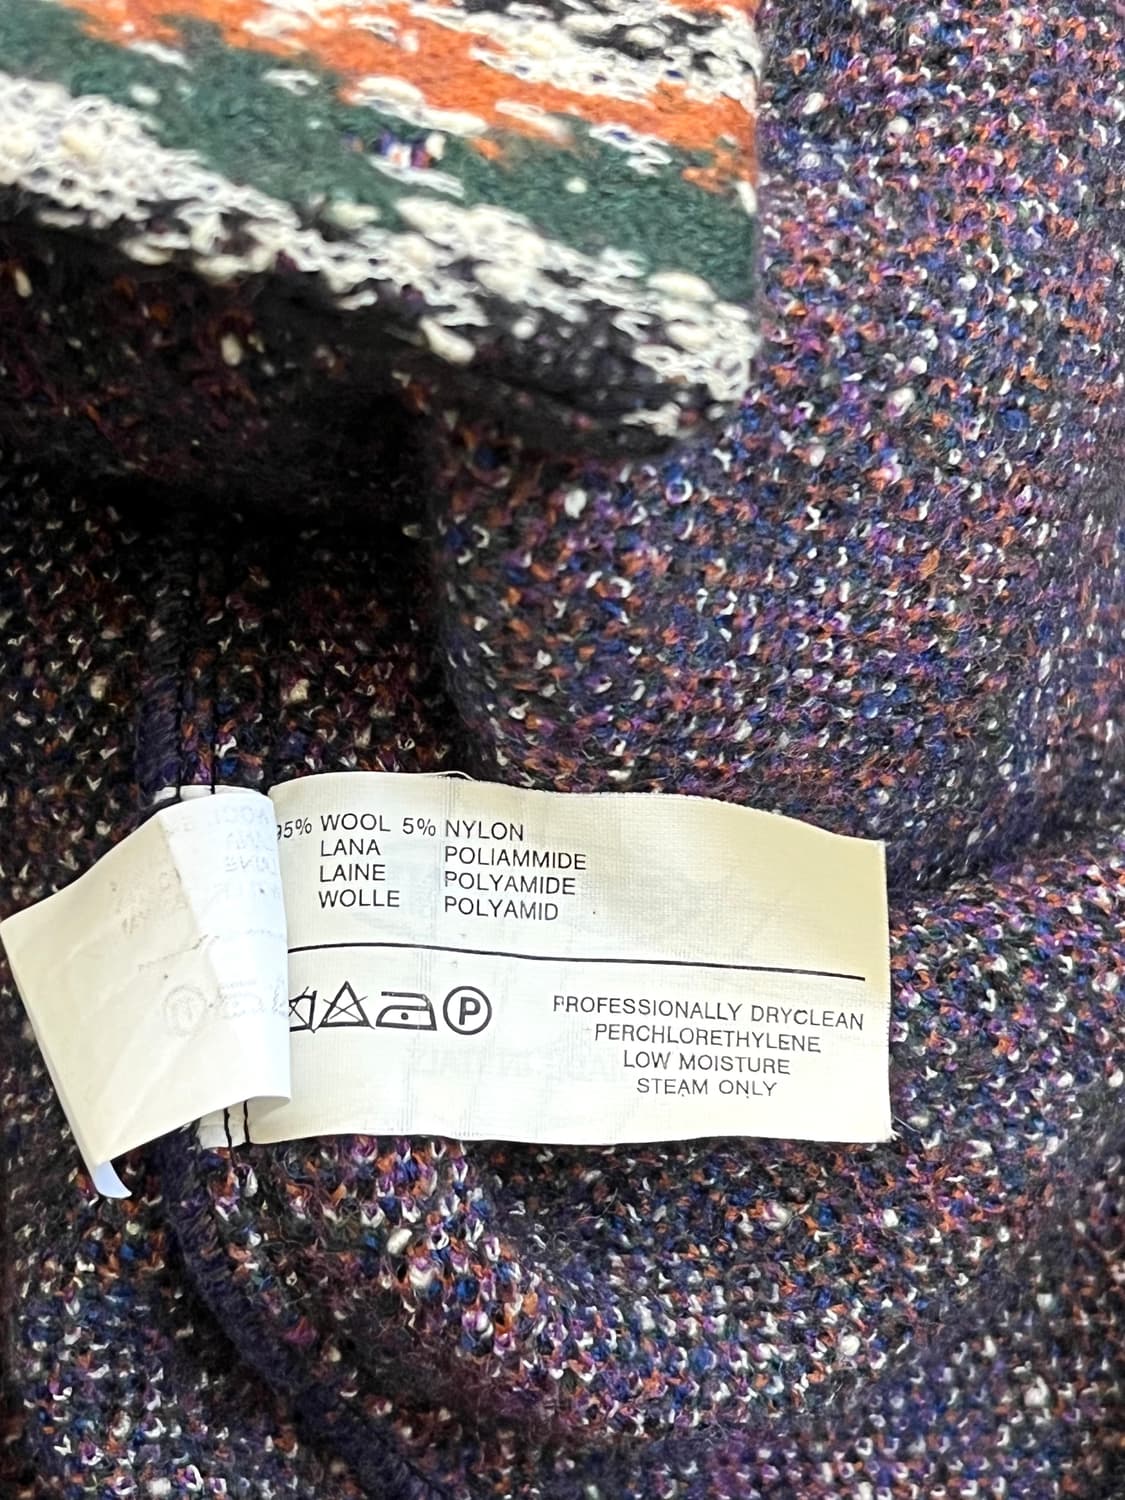 95% WOOL 5% NYLON
LANA POLIAMMIDE
LAINE POLYAMIDE
WOLLE POLYAMID
P
PROFESSIONALLY DRYCLEAN
PERCHLORETHYLENE
LOW MOISTURE
STEAM ONLY